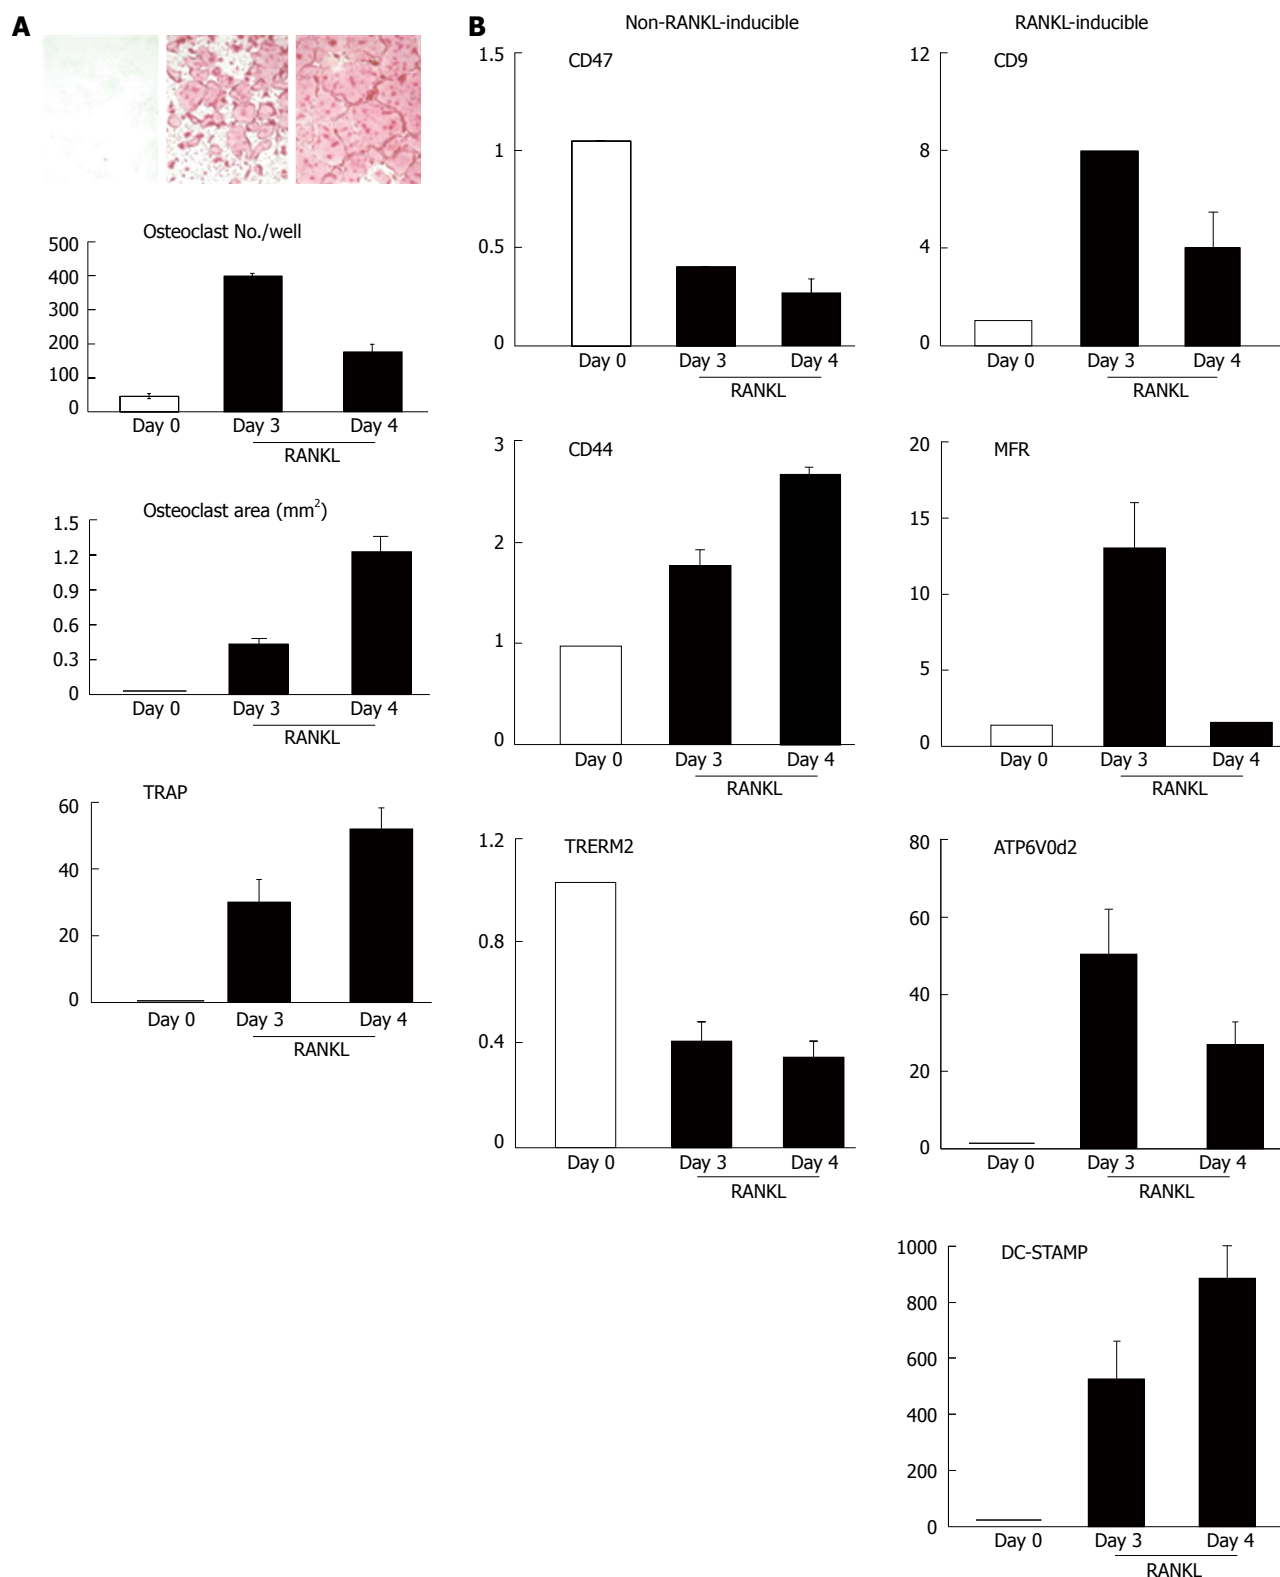 A
Osteoclast No./well
500
400
300
200
100
0
Day 0 Day 3 Day 4
RANKL
Osteoclast area (mm²)
1.5
1.2
0.9
0.6
0.3
0
Day 0 Day 3 Day 4
RANKL
TRAP
60
40
20
0
Day 0 Day 3 Day 4
RANKL
B
Non-RANKL-inducible
CD47
1.5
1
0.5
0
Day 0 Day 3 Day 4
RANKL
CD44
3
2
1
0
Day 0 Day 3 Day 4
RANKL
TRERM2
1.2
0.8
0.4
0
Day 0 Day 3 Day 4
RANKL
RANKL-inducible
CD9
12
8
4
0
Day 0 Day 3 Day 4
RANKL
MFR
20
15
10
5
0
Day 0 Day 3 Day 4
RANKL
ATP6V0d2
80
60
40
20
0
Day 0 Day 3 Day 4
RANKL
DC-STAMP
1000
800
600
400
200
0
Day 0 Day 3 Day 4
RANKL